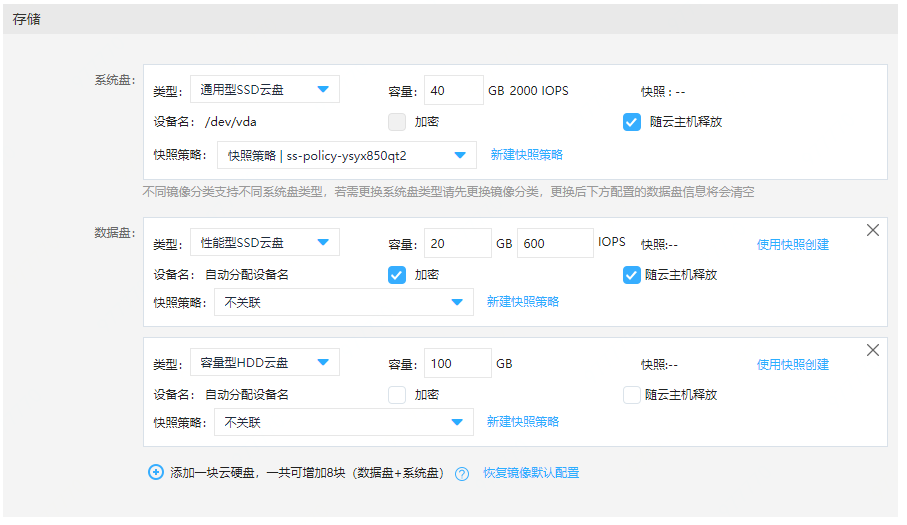 存储
系统盘： 类型： 通用型SSD云盘 容量： 40 GB 2000 IOPS 快照：--
设备名： /dev/vda 加密 随云主机释放
快照策略： 快照策略 | ss-policy-ysyx850qt2 新建快照策略
不同镜像分类支持不同系统盘类型，若需更换系统盘类型请先更换镜像分类，更换后下方配置的数据盘信息将会清空
数据盘： 类型： 性能型SSD云盘 容量： 20 GB 600 IOPS 快照:-- 使用快照创建
设备名： 自动分配设备名 加密 随云主机释放
快照策略： 不关联 新建快照策略
类型： 容量型HDD云盘 容量： 100 GB 快照:-- 使用快照创建
设备名： 自动分配设备名 加密 随云主机释放
快照策略： 不关联 新建快照策略
添加一块云硬盘，一共可增加8块（数据盘+系统盘） ? 恢复镜像默认配置